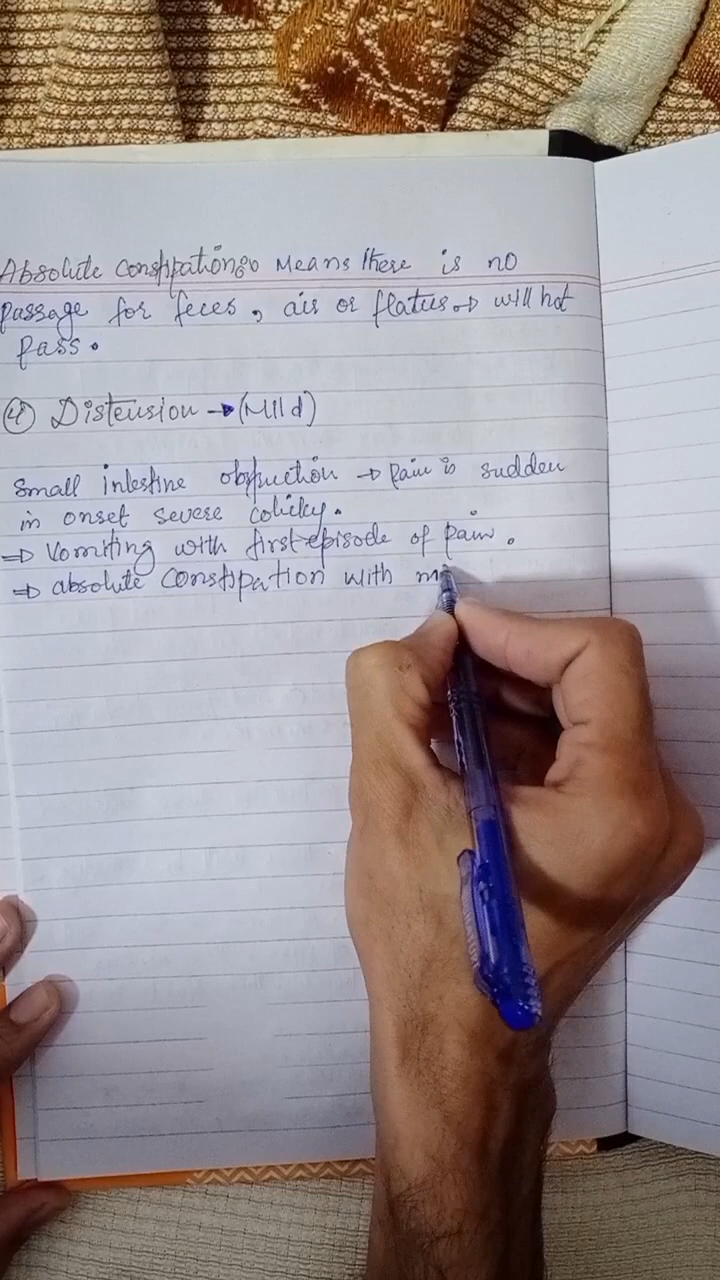 Absolute constipation:o Means there is no
passage for feces, air or flatus → will not
pass.
④ Distension → (Mild)
Small intestine obstruction → pain is sudden
in onset severe colicky.
⇒ Vomiting with first episode of pain.
⇒ absolute constipation with m